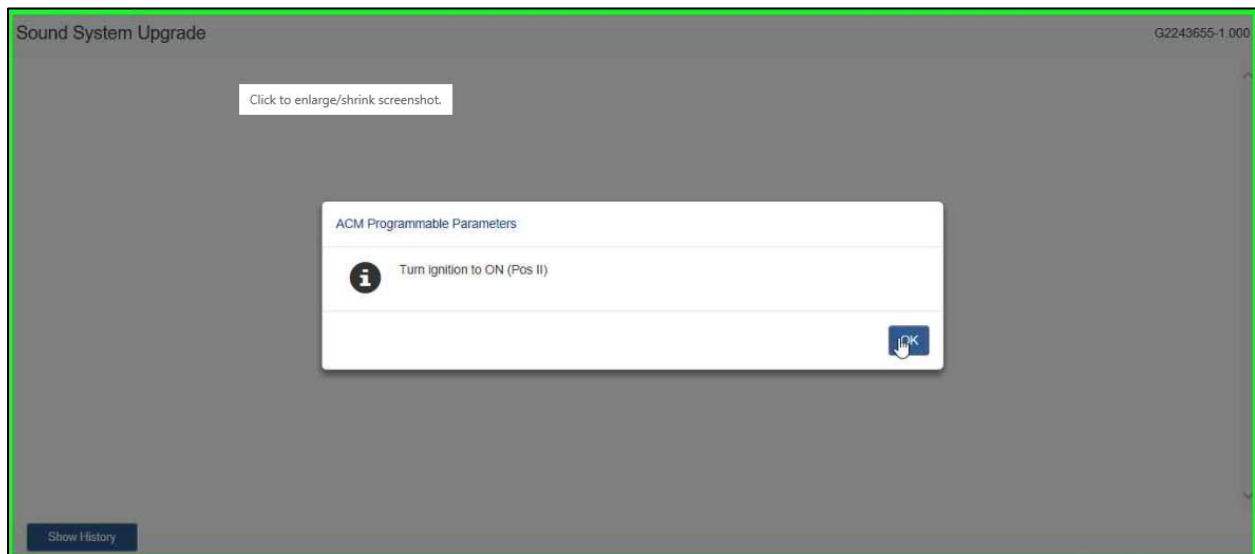 Sound System Upgrade
G2243655-1.000
Click to enlarge/shrink screenshot.
ACM Programmable Parameters
Turn ignition to ON (Pos II)
OK
Show History